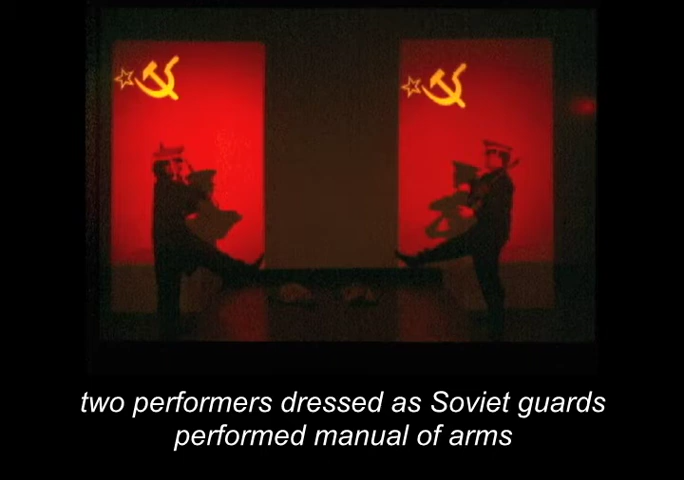 two performers dressed as Soviet guards
performed manual of arms